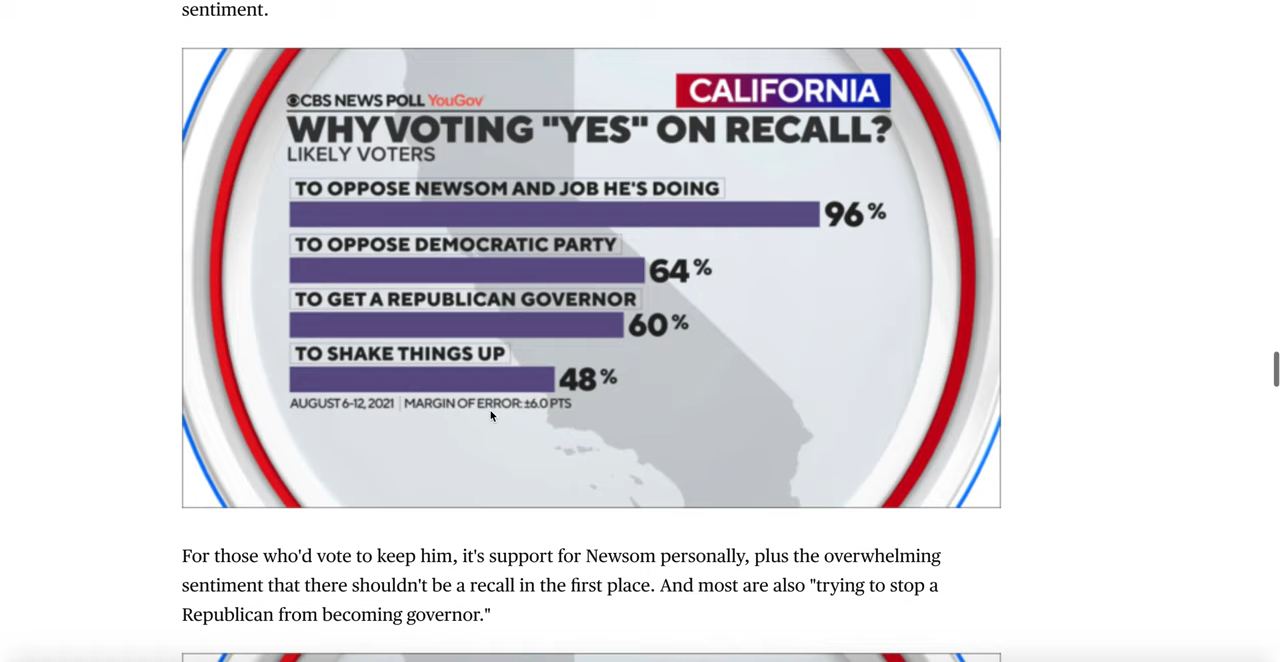 sentiment.
CBS NEWS POLL YouGov
CALIFORNIA
WHY VOTING "YES" ON RECALL?
LIKELY VOTERS
TO OPPOSE NEWSOM AND JOB HE'S DOING
96%
TO OPPOSE DEMOCRATIC PARTY
64%
TO GET A REPUBLICAN GOVERNOR
60%
TO SHAKE THINGS UP
48%
AUGUST 6-12, 2021 | MARGIN OF ERROR: ±6.0 PTS
For those who'd vote to keep him, it's support for Newsom personally, plus the overwhelming
sentiment that there shouldn't be a recall in the first place. And most are also "trying to stop a
Republican from becoming governor."